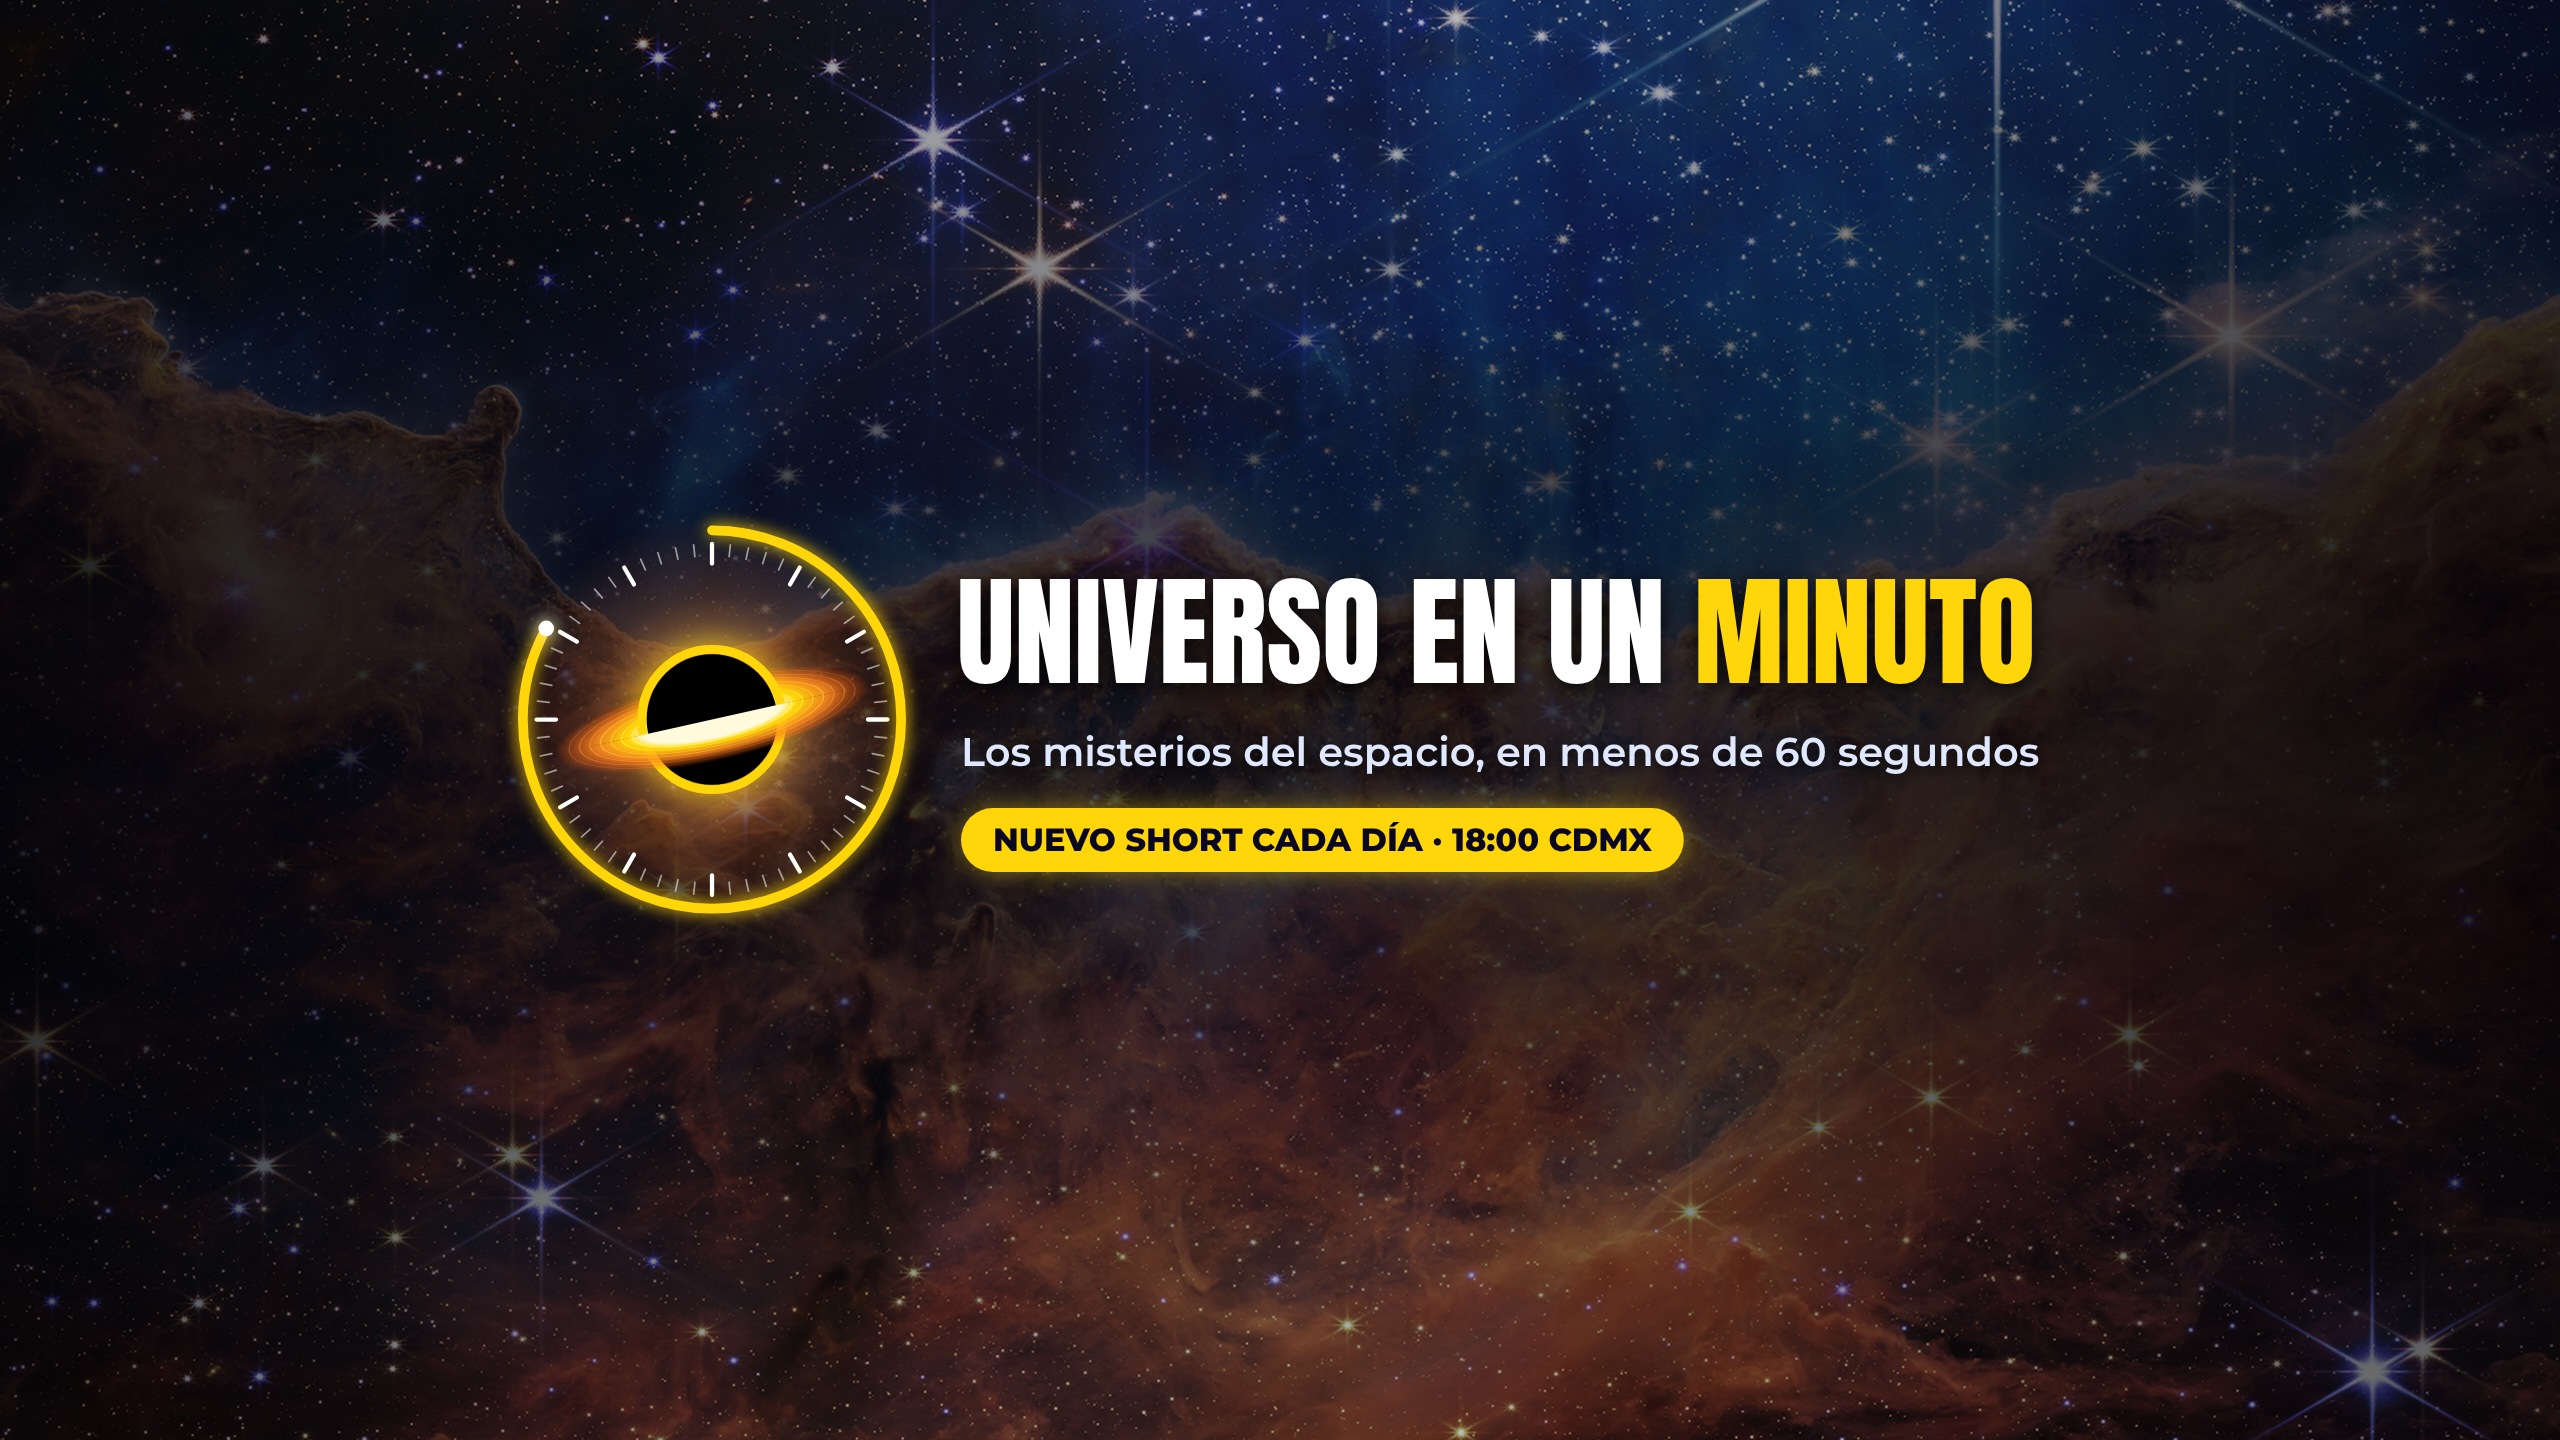 UNIVERSO EN UN MINUTO
Los misterios del espacio, en menos de 60 segundos
NUEVO SHORT CADA DÍA · 18:00 CDMX